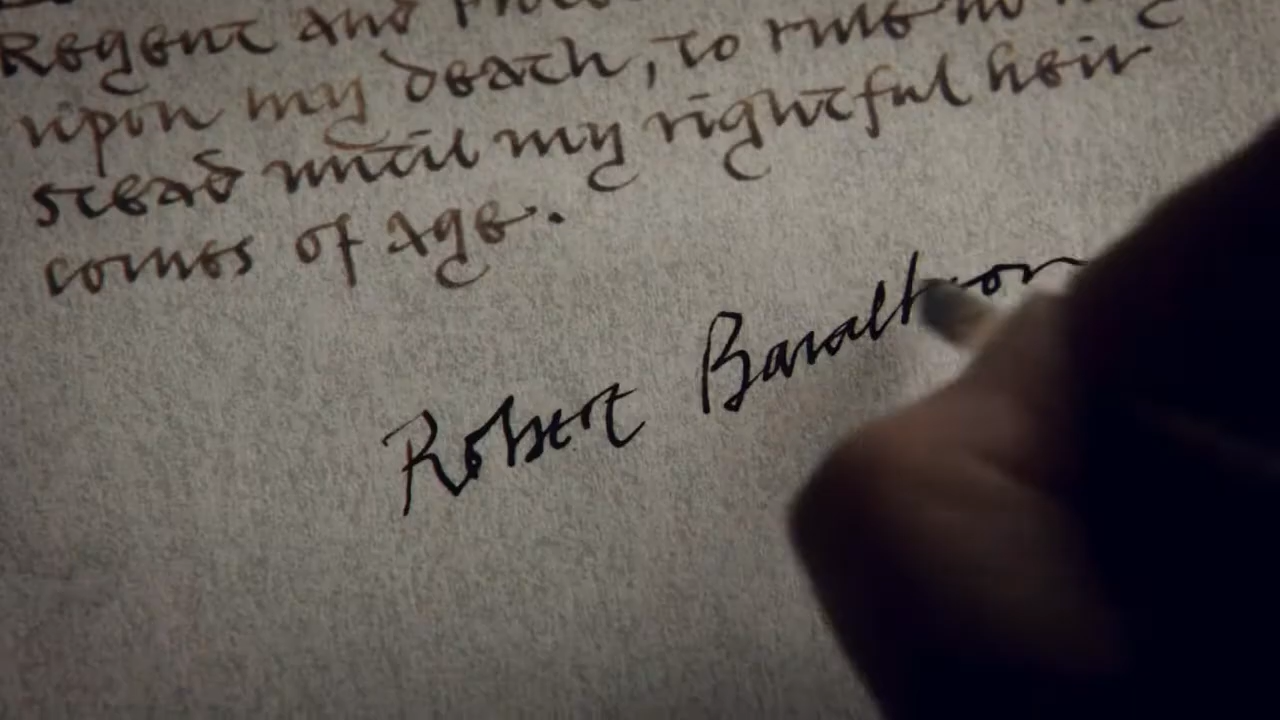 Regent and
upon my death, to rule in my
stead until my rightful heir
comes of age.
Robert Baratheon